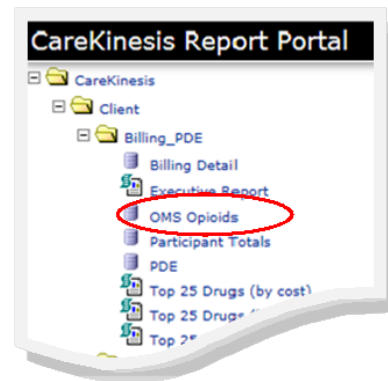 CareKinesis Report Portal
CareKinesis
Client
Billing_PDE
Billing Detail
Executive Report
OMS Opioids
Participant Totals
PDE
Top 25 Drugs (by cost)
Top 25 Drugs
Top